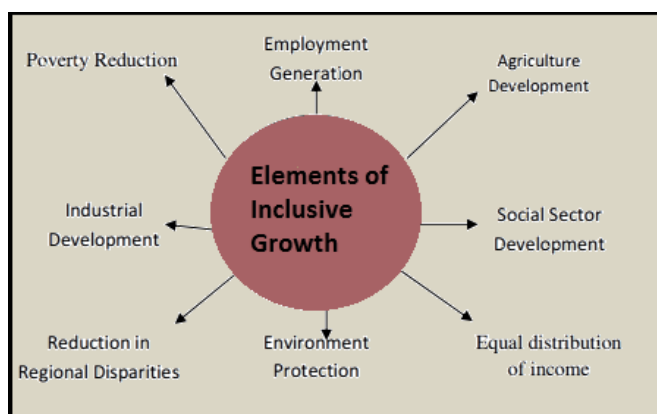 Poverty Reduction
Employment
Generation
Agriculture
Development
Elements of
Inclusive
Growth
Industrial
Development
Social Sector
Development
Reduction in
Regional Disparities
Environment
Protection
Equal distribution
of income